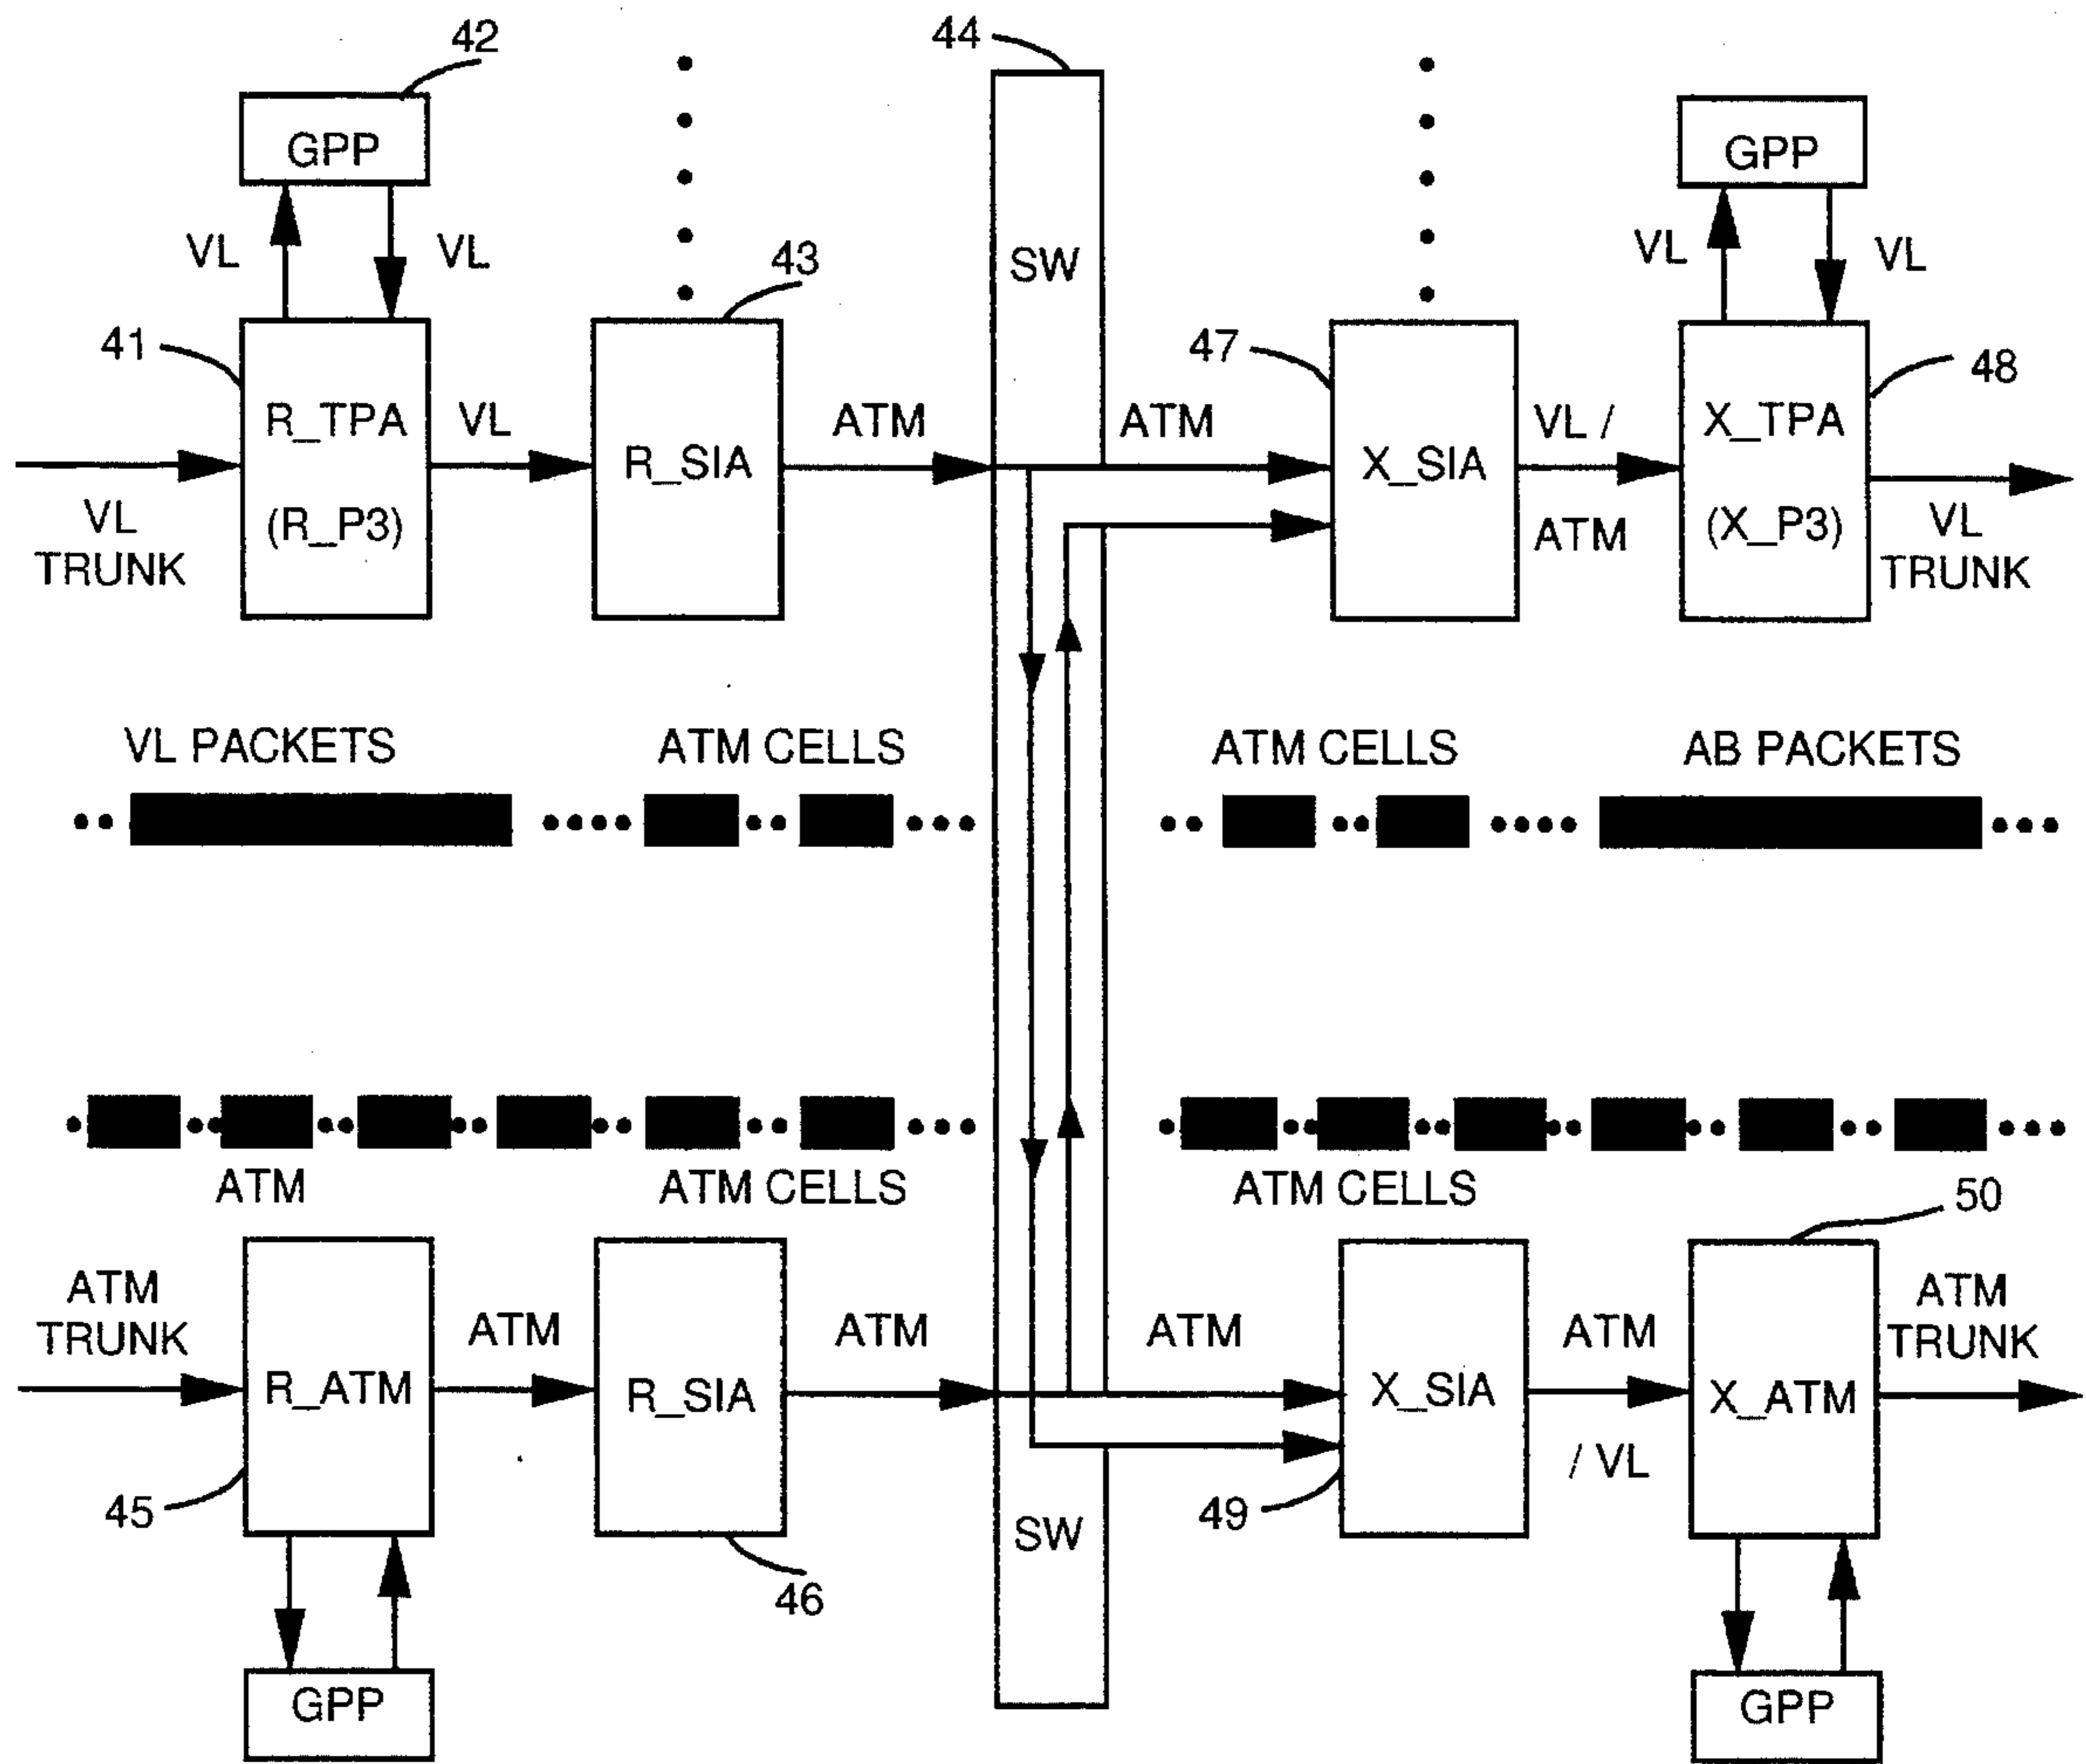 42
44
GPP
GPP
VL
VL
VL
VL
43
SW
41
47
48
R_TPA
(R_P3)
VL
R_SIA
ATM
ATM
X_SIA
VL /
ATM
X_TPA
(X_P3)
VL
TRUNK
VL
TRUNK
VL PACKETS
ATM CELLS
ATM CELLS
AB PACKETS
ATM
ATM CELLS
ATM CELLS
50
ATM
TRUNK
R_ATM
ATM
R_SIA
ATM
ATM
X_SIA
ATM
/ VL
X_ATM
ATM
TRUNK
45
49
SW
46
GPP
GPP